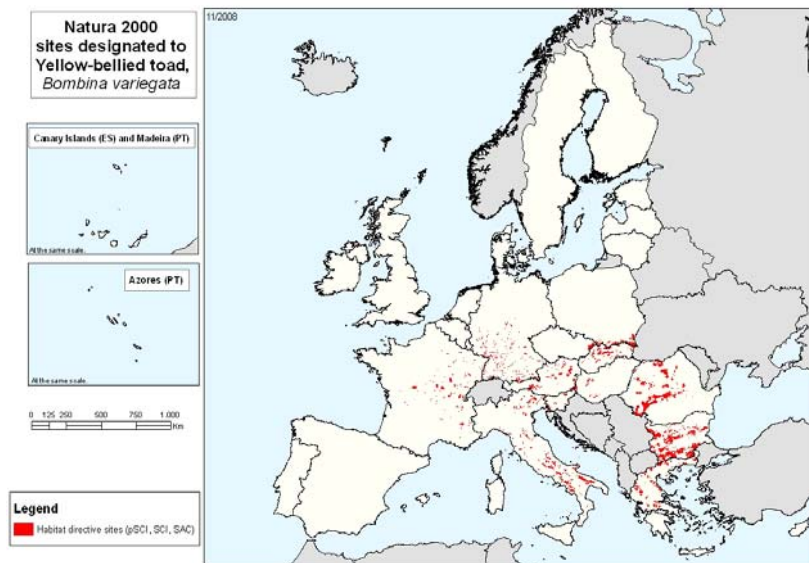 Natura 2000
sites designated to
Yellow-bellied toad,
Bombina variegata
11/2008
Canary Islands (ES) and Madeira (PT)
At the same scale.
Azores (PT)
At the same scale.
0 125 250 500 750 1.000
Km
Legend
Habitat directive sites (pSCI, SCI, SAC)